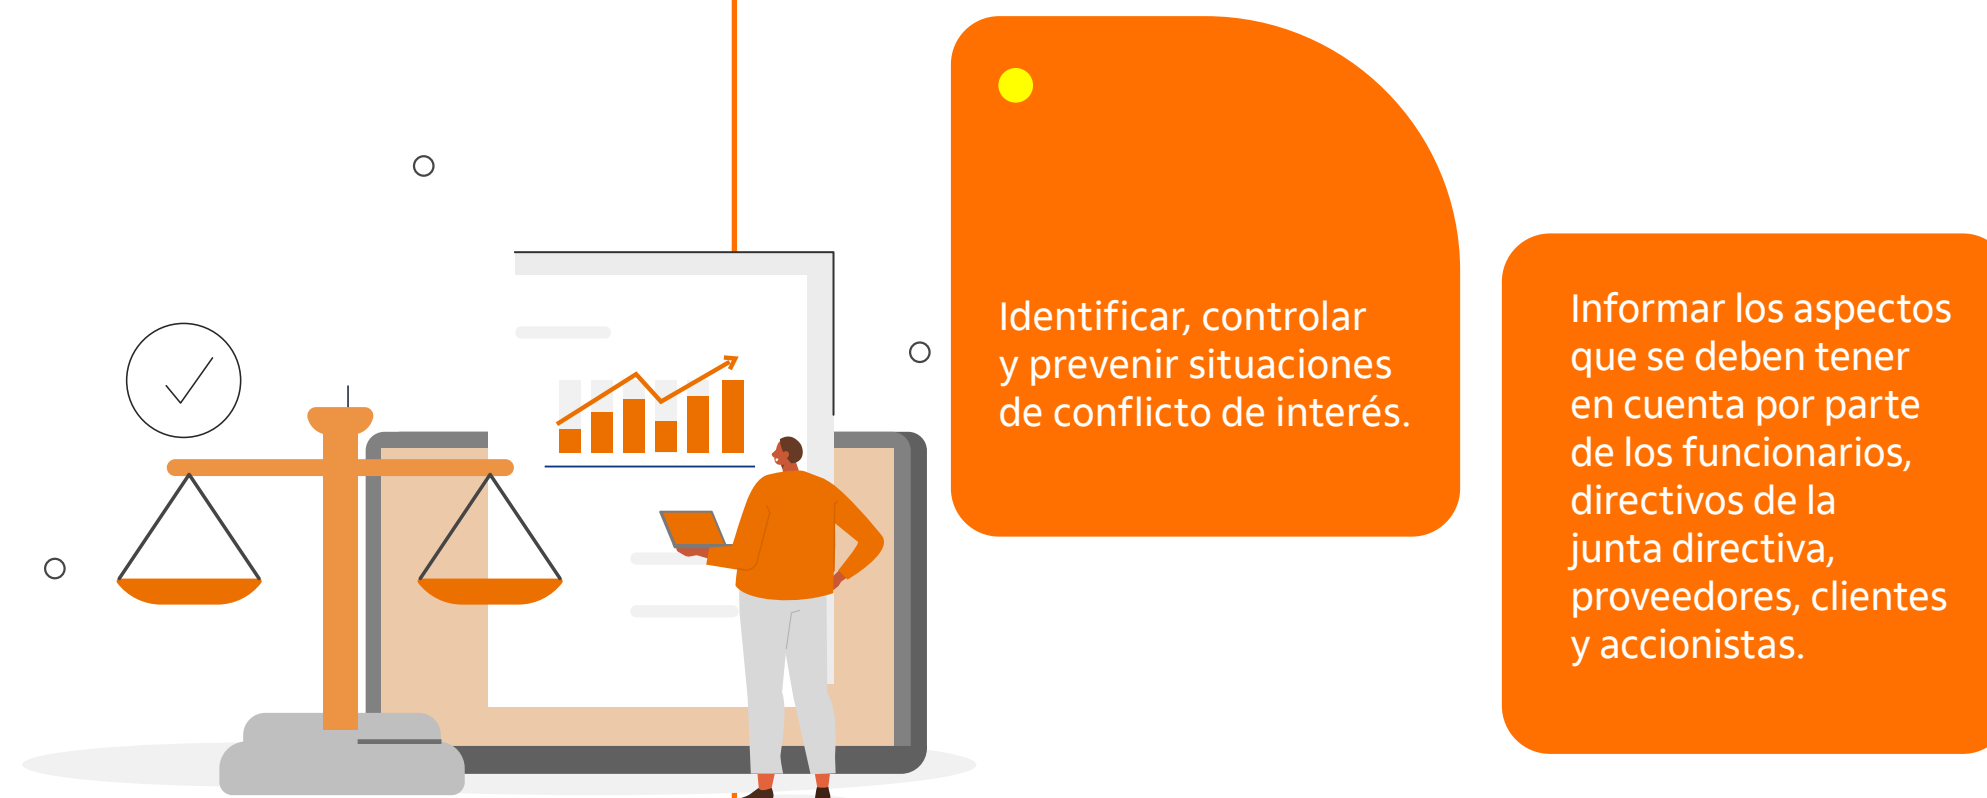 Identificar, controlar
y prevenir situaciones
de conflicto de interés.
Informar los aspectos
que se deben tener
en cuenta por parte
de los funcionarios,
directivos de la
junta directiva,
proveedores, clientes
y accionistas.